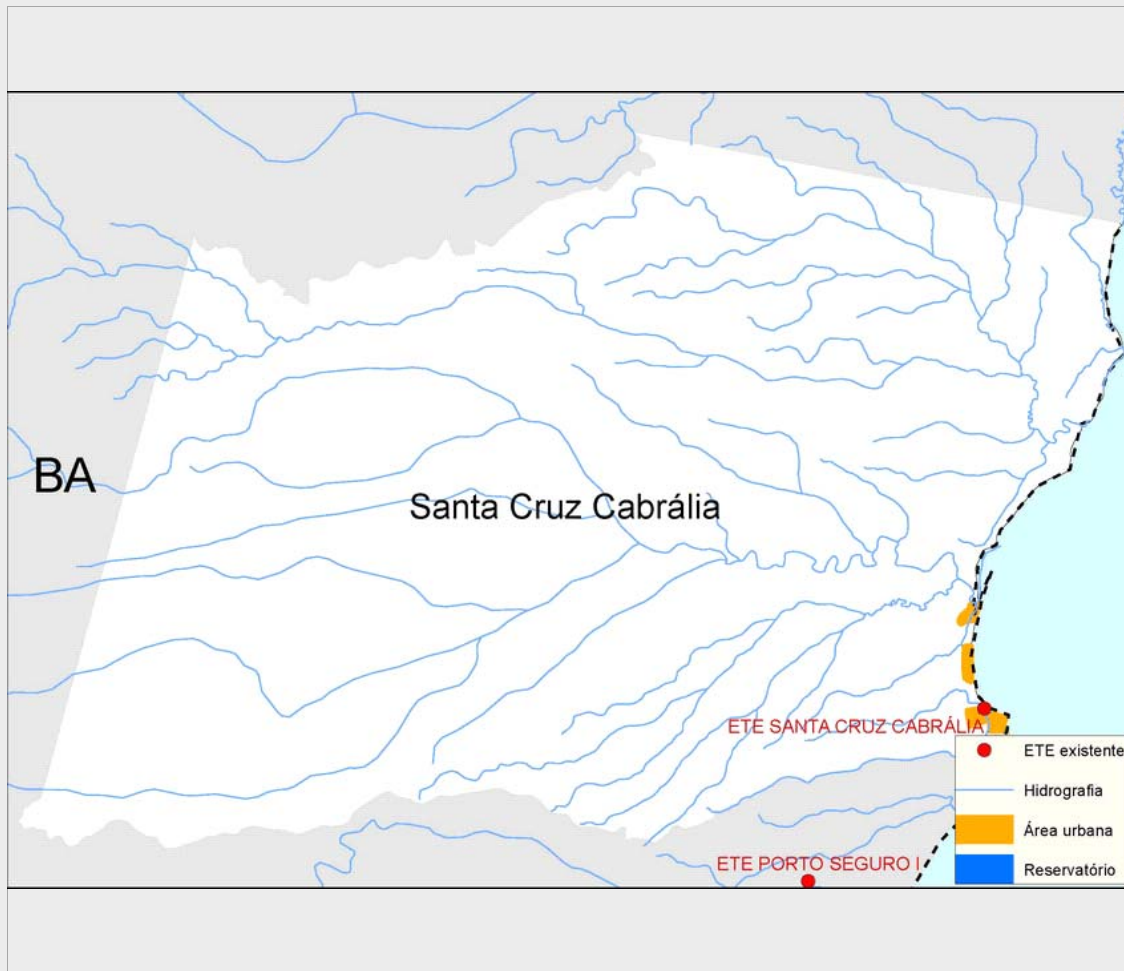 BA
Santa Cruz Cabrália
ETE SANTA CRUZ CABRÁLIA
ETE existente
Hidrografia
Área urbana
ETE PORTO SEGURO I
Reservatório